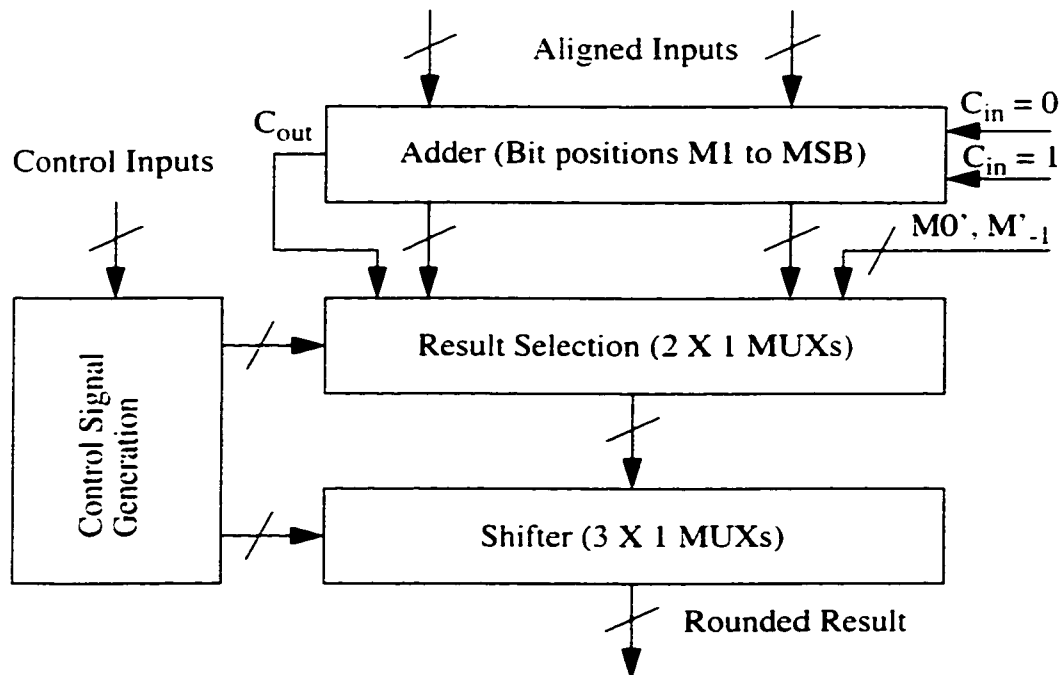 Aligned Inputs
C_in = 0
C_out
Adder (Bit positions M1 to MSB)
C_in = 1
Control Inputs
M0', M'_-1
Result Selection (2 X 1 MUXs)
Control Signal
Generation
Shifter (3 X 1 MUXs)
Rounded Result